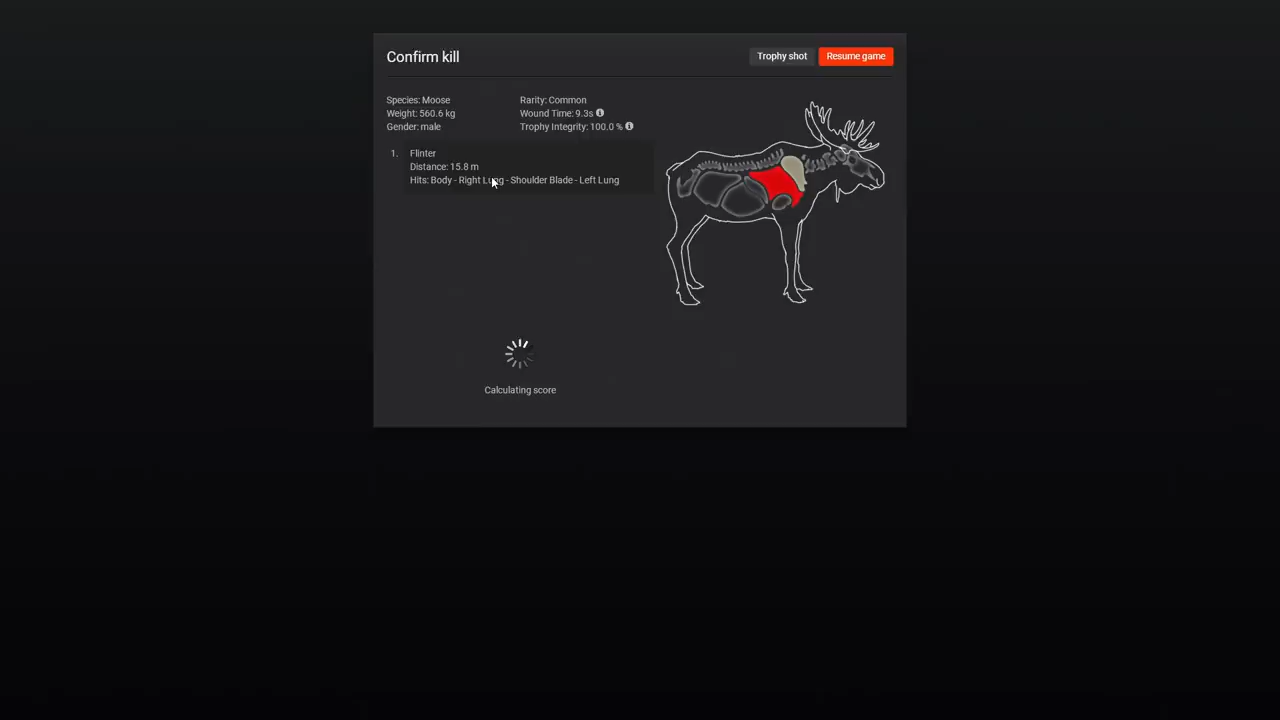 Confirm kill
Trophy shot
Resume game
Species: Moose
Rarity: Common
Weight: 560.6 kg
Wound Time: 9.3s
Gender: male
Trophy Integrity: 100.0 %
1. Flinter
Distance: 15.8 m
Hits: Body - Right Lung - Shoulder Blade - Left Lung
Calculating score